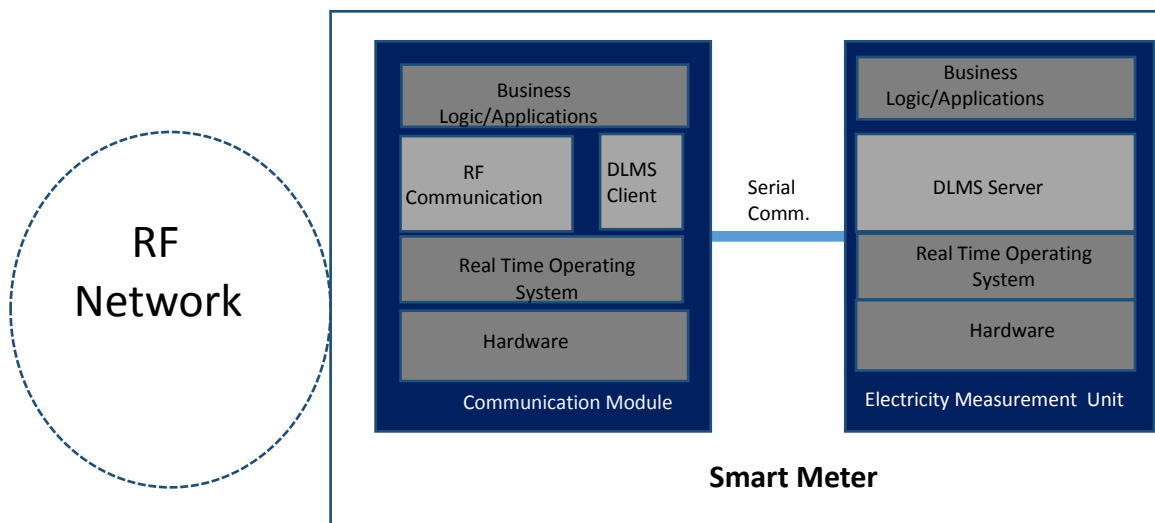 RF
Network
Business
Logic/Applications
RF
Communication
DLMS
Client
Real Time Operating
System
Hardware
Communication Module
Serial
Comm.
Business
Logic/Applications
DLMS Server
Real Time Operating
System
Hardware
Electricity Measurement Unit
Smart Meter